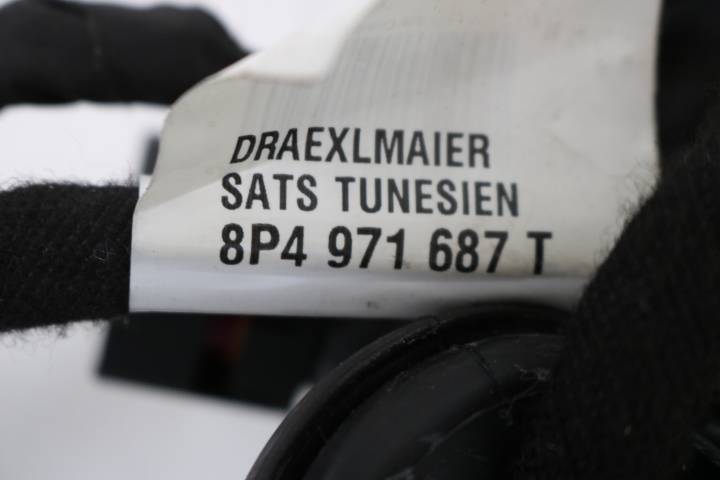 DRAEXLMAIER
SATS TUNESIEN
8P4 971 687 T